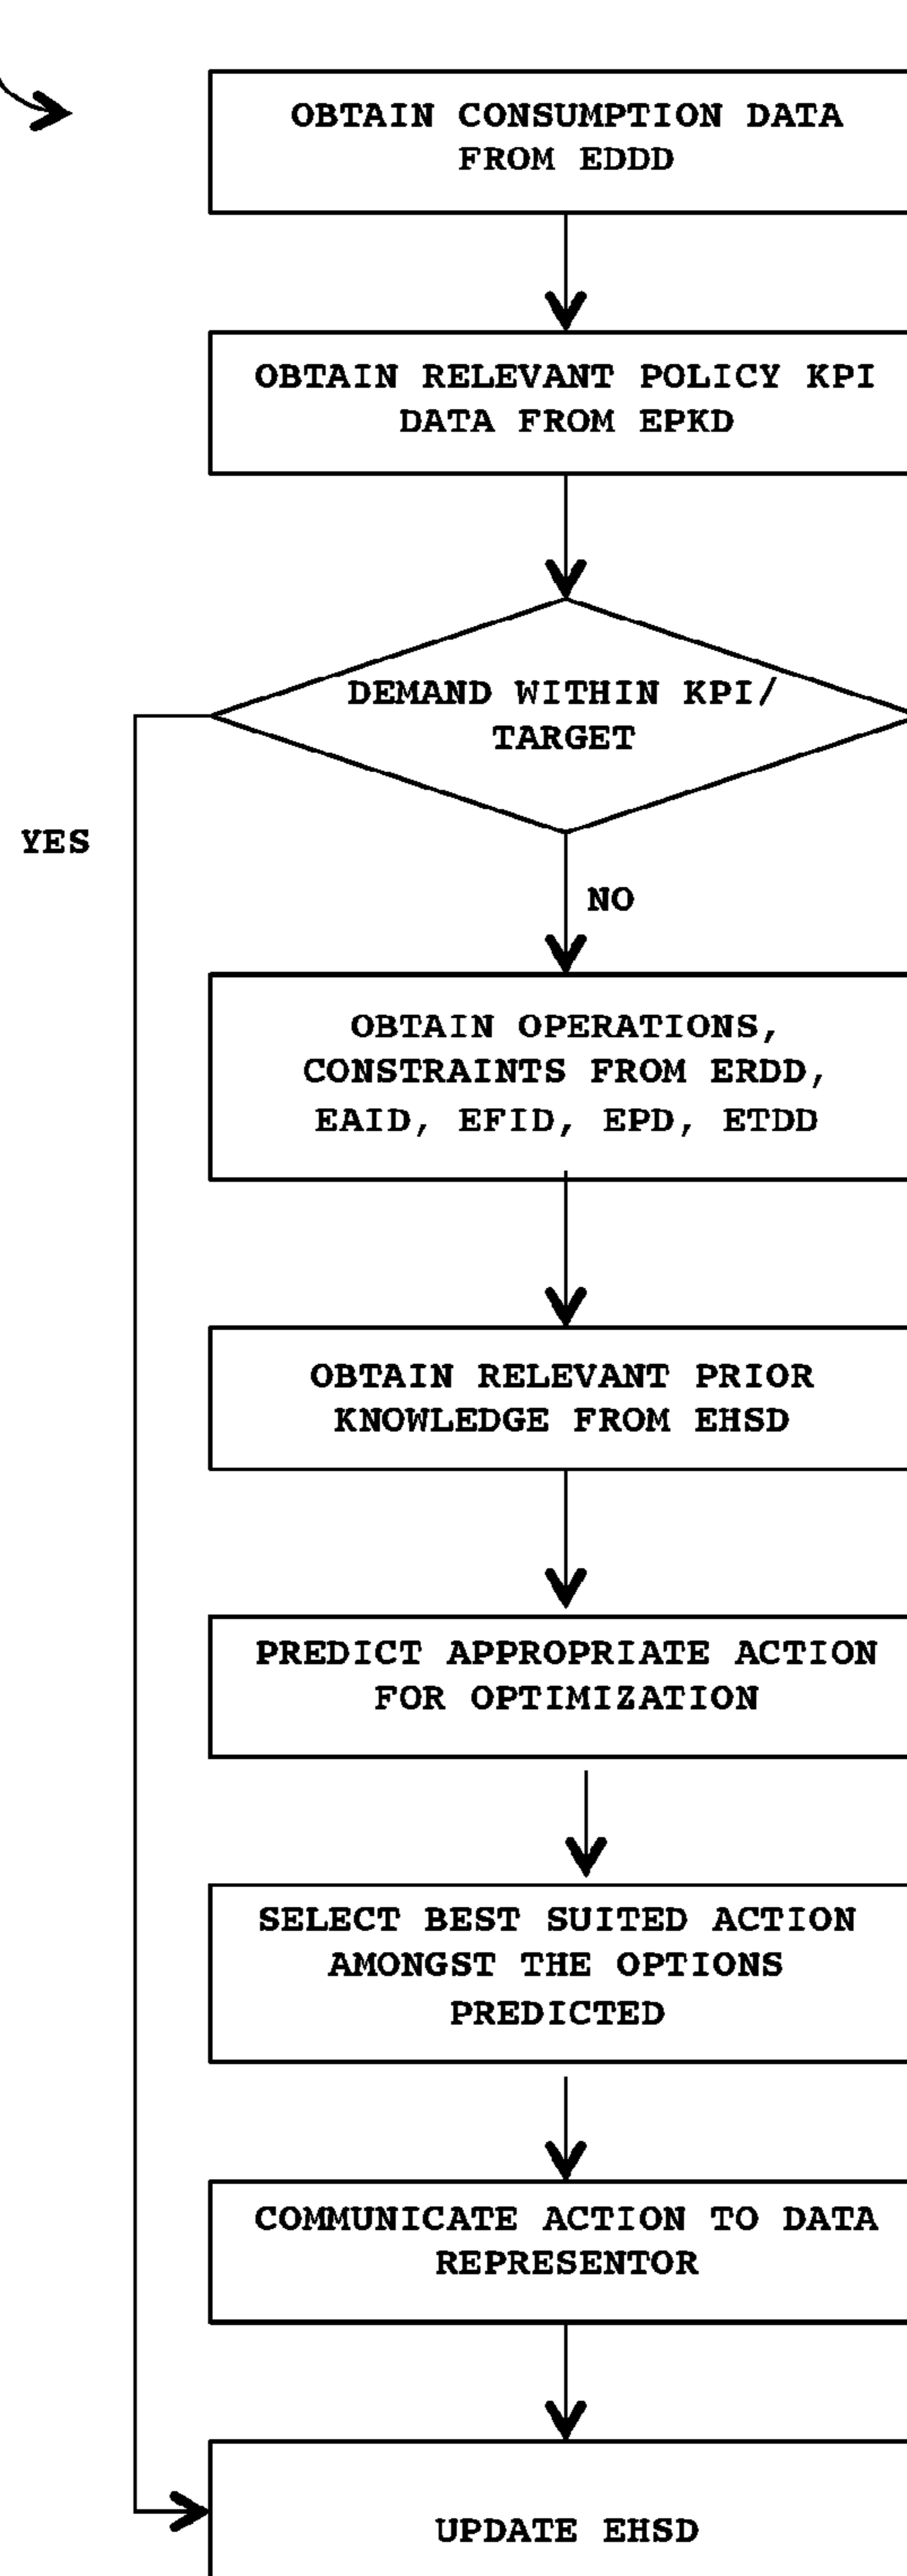 OBTAIN CONSUMPTION DATA
FROM EDDD
OBTAIN RELEVANT POLICY KPI
DATA FROM EPKD
DEMAND WITHIN KPI/
TARGET
YES
NO
OBTAIN OPERATIONS,
CONSTRAINTS FROM ERDD,
EAID, EFID, EPD, ETDD
OBTAIN RELEVANT PRIOR
KNOWLEDGE FROM EHSD
PREDICT APPROPRIATE ACTION
FOR OPTIMIZATION
SELECT BEST SUITED ACTION
AMONGST THE OPTIONS
PREDICTED
COMMUNICATE ACTION TO DATA
REPRESENTOR
UPDATE EHSD